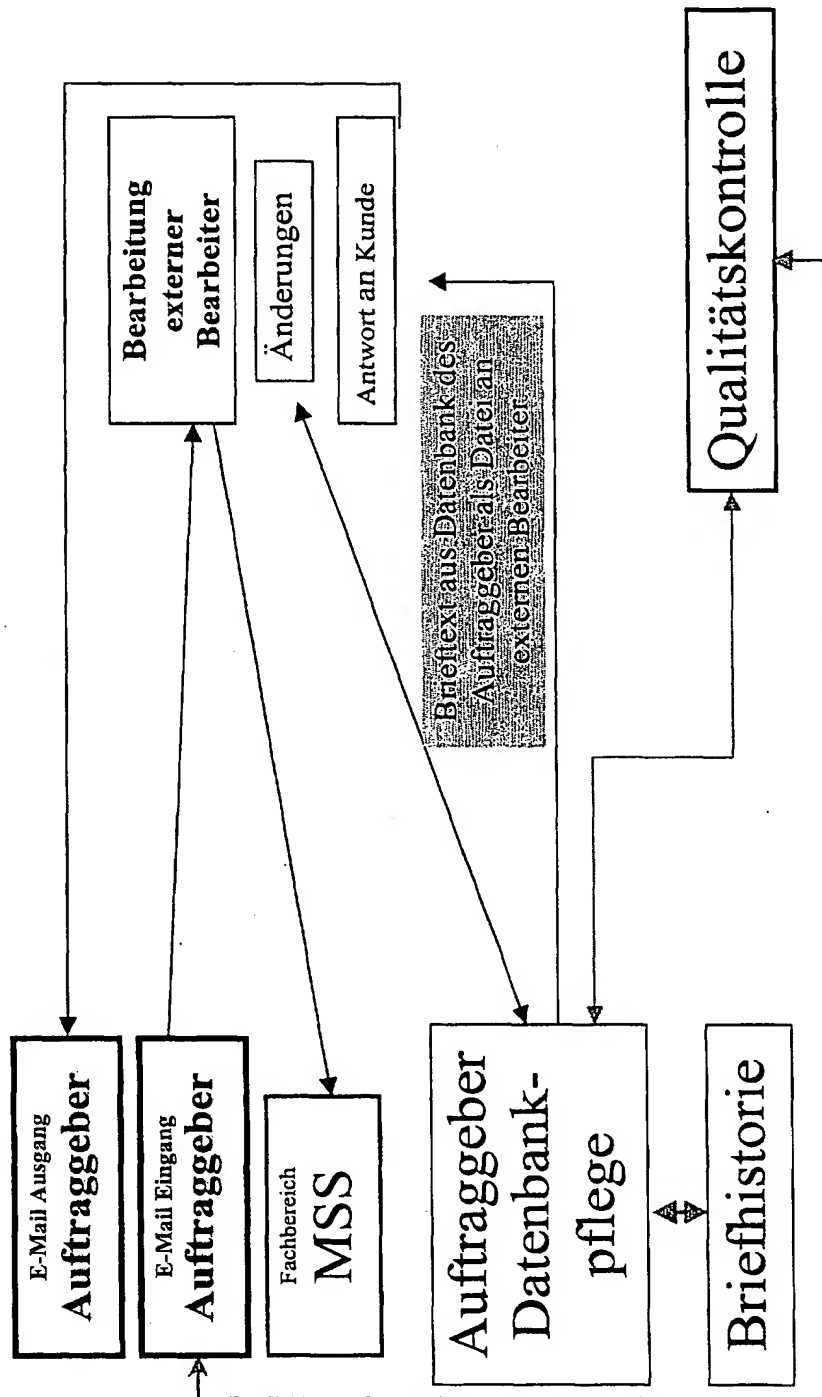 E-Mail Ausgang
Auftraggeber
E-Mail Eingang
Auftraggeber
Fachbereich
MSS
Auftraggeber
Datenbank-
pflege
Briefhistorie
Bearbeitung
externer
Bearbeiter
Änderungen
Antwort an Kunde
Brieftext aus Datenbank des
Auftraggeber als Datei an
externen Bearbeiter
Qualitätskontrolle